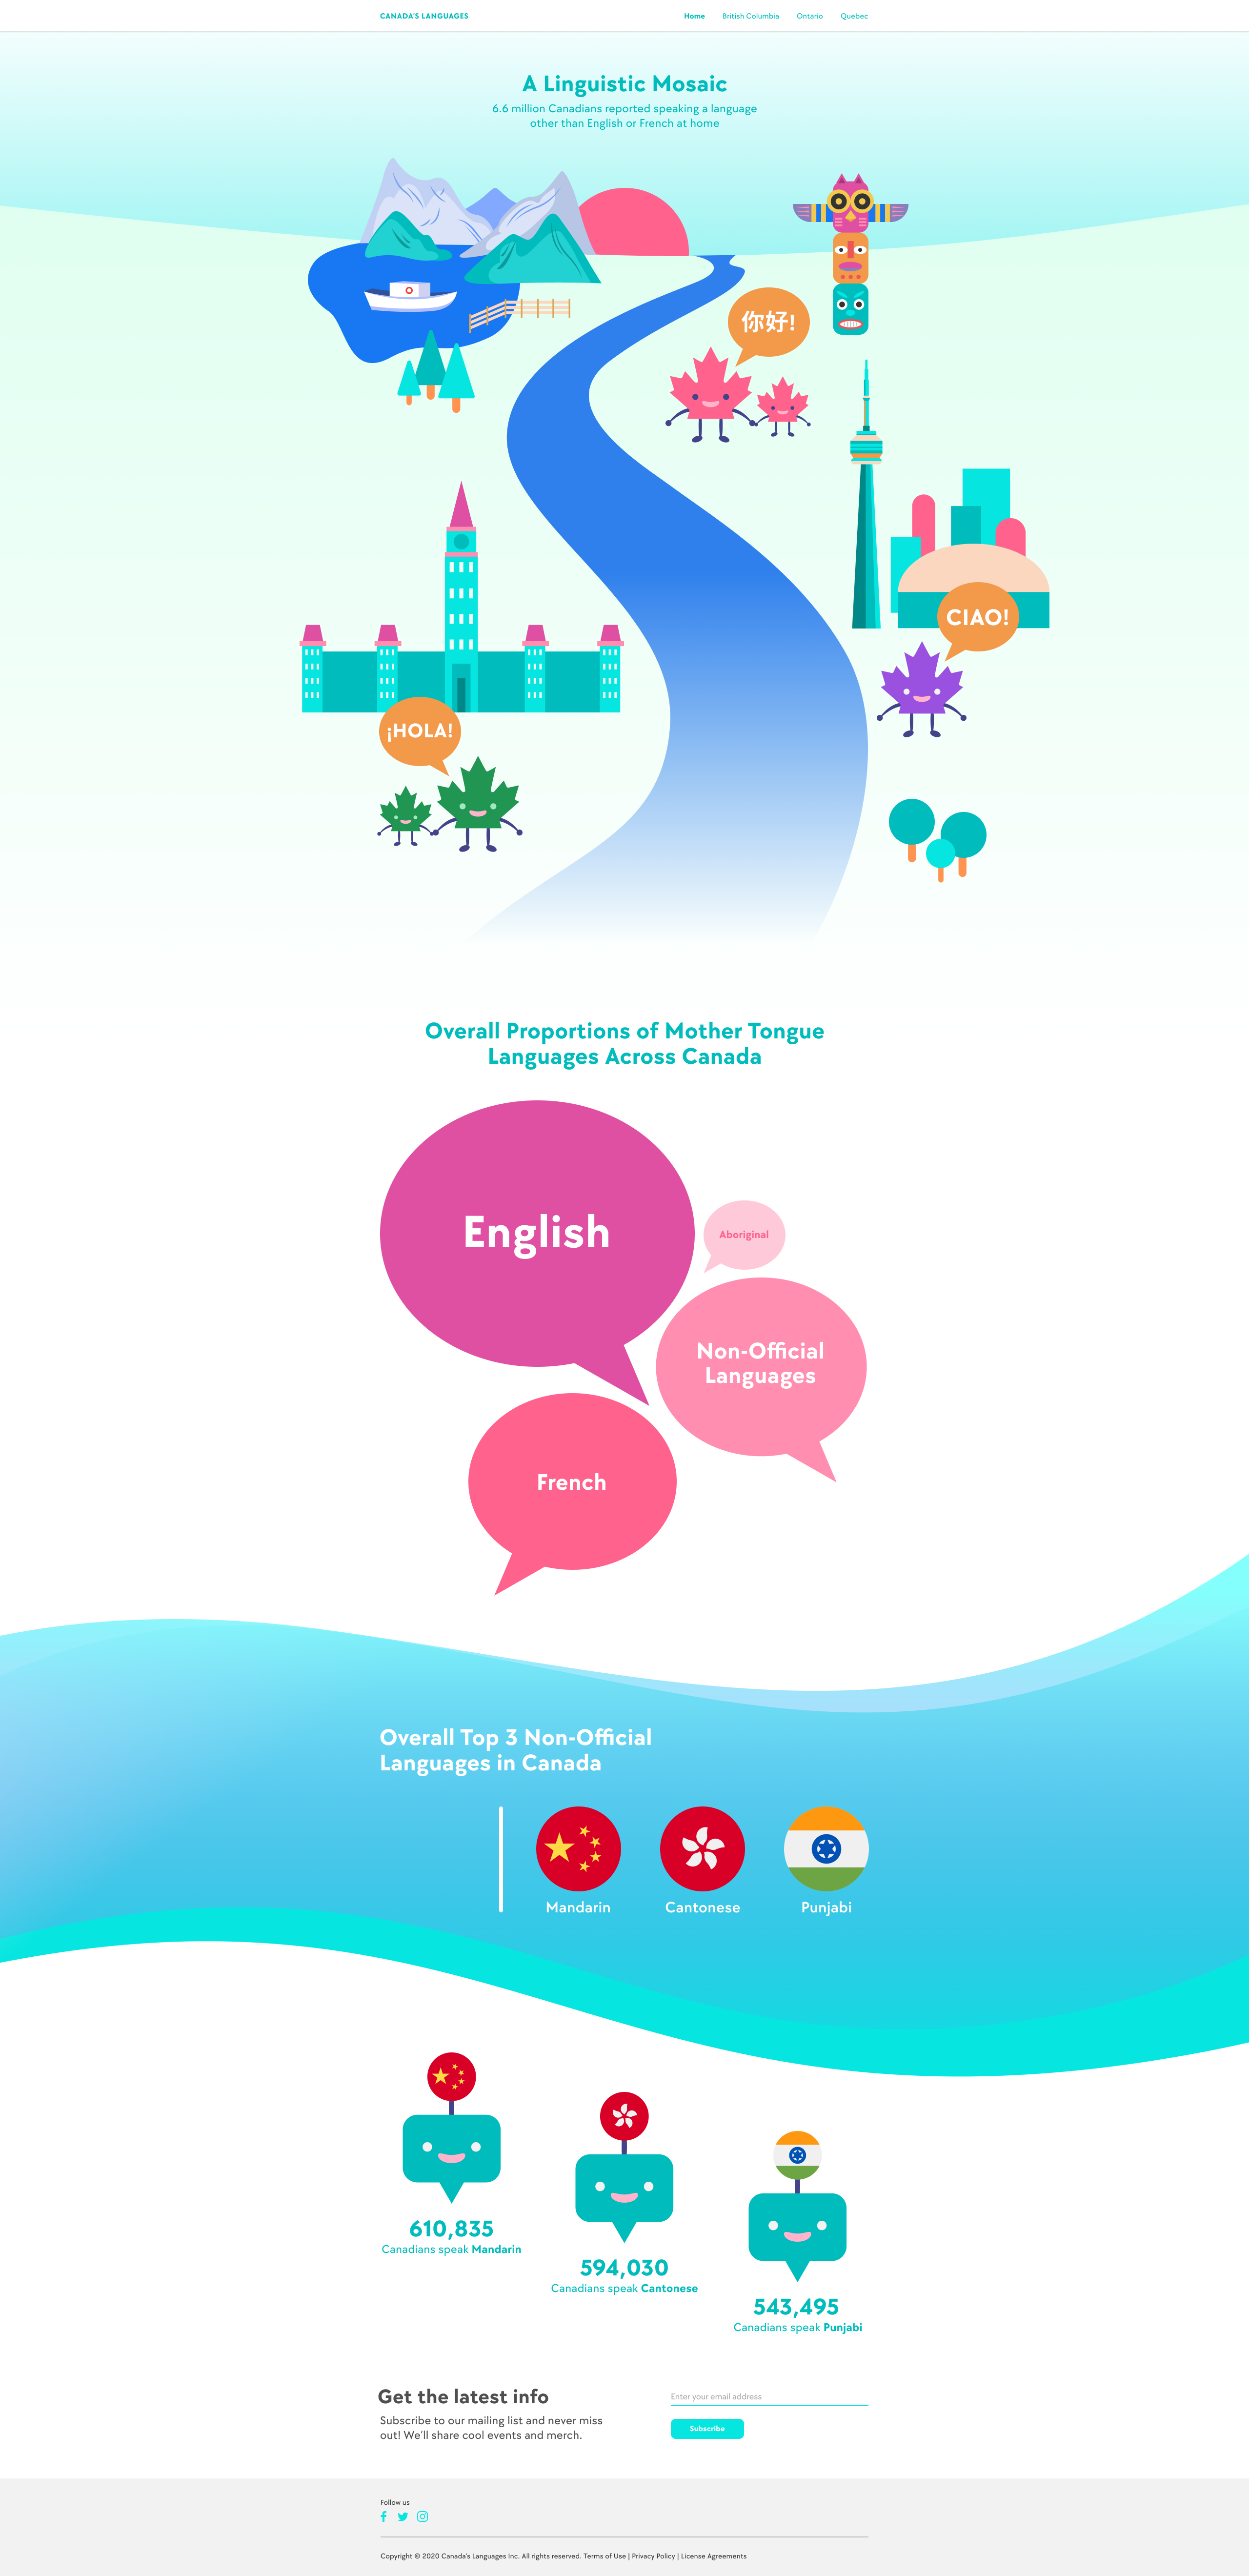 CANADA'S LANGUAGES
Home British Columbia Ontario Quebec
A Linguistic Mosaic
6.6 million Canadians reported speaking a language
other than English or French at home
你好!
CIAO!
¡HOLA!
Overall Proportions of Mother Tongue
Languages Across Canada
English
Aboriginal
Non-Official
Languages
French
Overall Top 3 Non-Official
Languages in Canada
Mandarin
Cantonese
Punjabi
610,835
Canadians speak Mandarin
594,030
Canadians speak Cantonese
543,495
Canadians speak Punjabi
Get the latest info
Subscribe to our mailing list and never miss
out! We'll share cool events and merch.
Enter your email address
Subscribe
Follow us
Copyright © 2020 Canada's Languages Inc. All rights reserved. Terms of Use | Privacy Policy | License Agreements